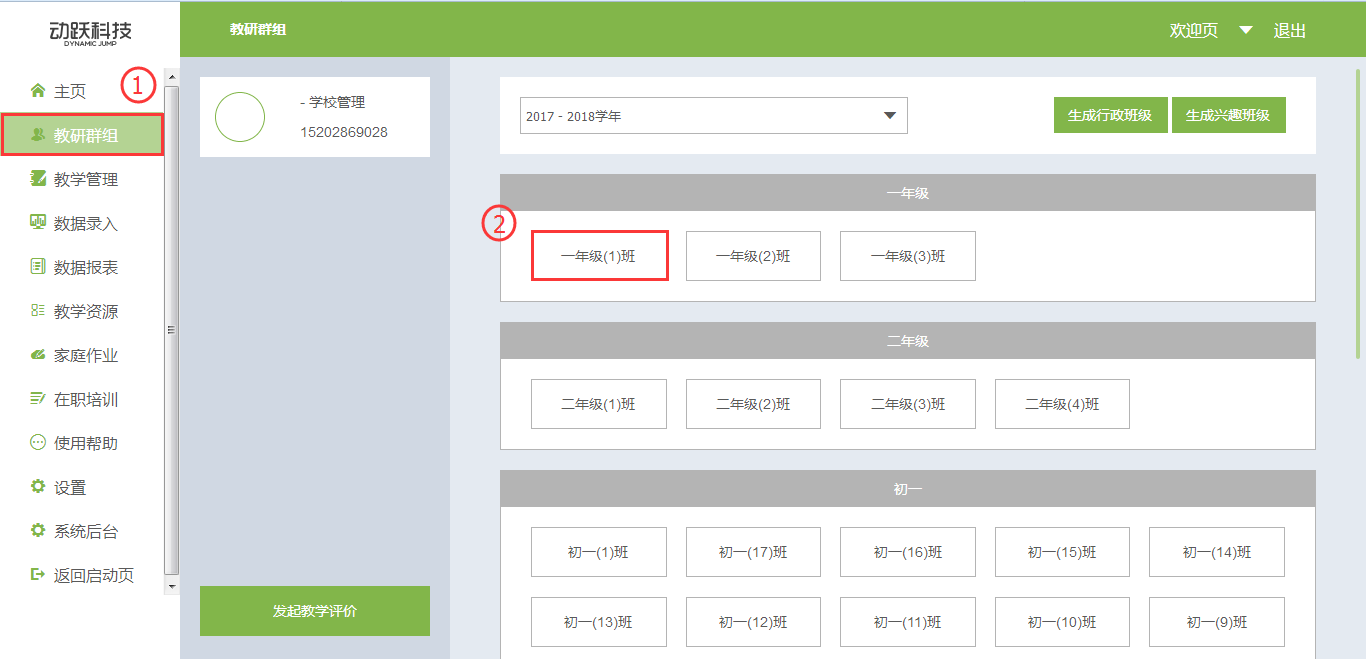 动跃科技
DYNAMIC JUMP
教研群组
欢迎页
退出
主页
①
教研群组
教学管理
数据录入
数据报表
教学资源
家庭作业
在职培训
使用帮助
设置
系统后台
返回启动页
- 学校管理
15202869028
发起教学评价
2017 - 2018学年
生成行政班级
生成兴趣班级
一年级
②
一年级(1)班
一年级(2)班
一年级(3)班
二年级
二年级(1)班
二年级(2)班
二年级(3)班
二年级(4)班
初一
初一(1)班
初一(17)班
初一(16)班
初一(15)班
初一(14)班
初一(13)班
初一(12)班
初一(11)班
初一(10)班
初一(9)班